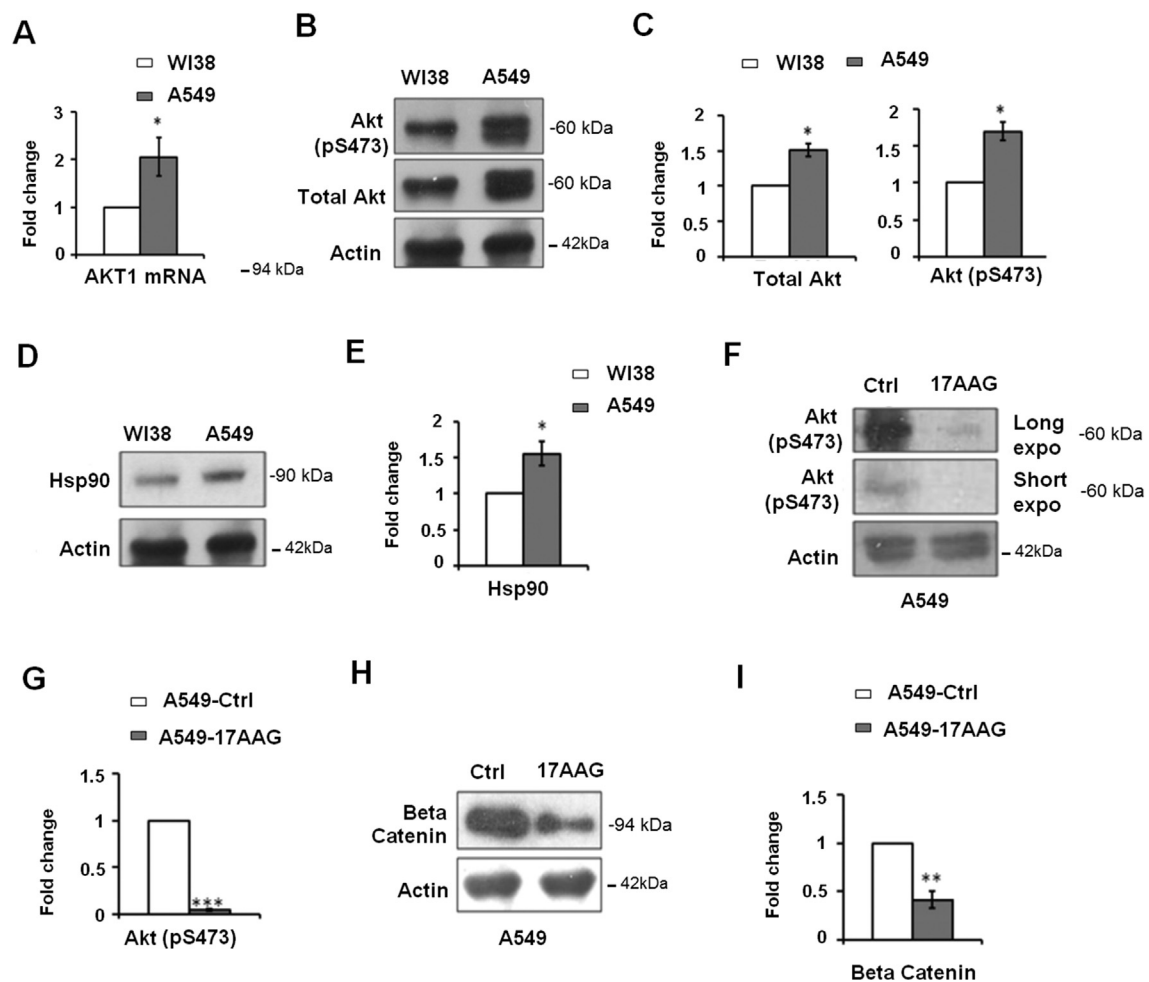 A
WI38
A549
3
2
1
0
*
Fold change
AKT1 mRNA
–94 kDa
B
WI38 A549
Akt
(pS473)
-60 kDa
Total Akt
-60 kDa
Actin
– 42kDa
C
WI38 A549
2
1.5
1
0.5
0
*
Fold change
Total Akt
2
1.5
1
0.5
0
*
Akt (pS473)
D
WI38 A549
Hsp90
-90 kDa
Actin
– 42kDa
E
WI38
A549
2
1.5
1
0.5
0
*
Fold change
Hsp90
F
Ctrl 17AAG
Akt
(pS473)
Long
expo
-60 kDa
Akt
(pS473)
Short
expo
-60 kDa
Actin
– 42kDa
A549
G
A549-Ctrl
A549-17AAG
1.5
1
0.5
0
***
Fold change
Akt (pS473)
H
Ctrl 17AAG
Beta
Catenin
-94 kDa
Actin
– 42kDa
A549
I
A549-Ctrl
A549-17AAG
1.5
1
0.5
0
**
Fold change
Beta Catenin